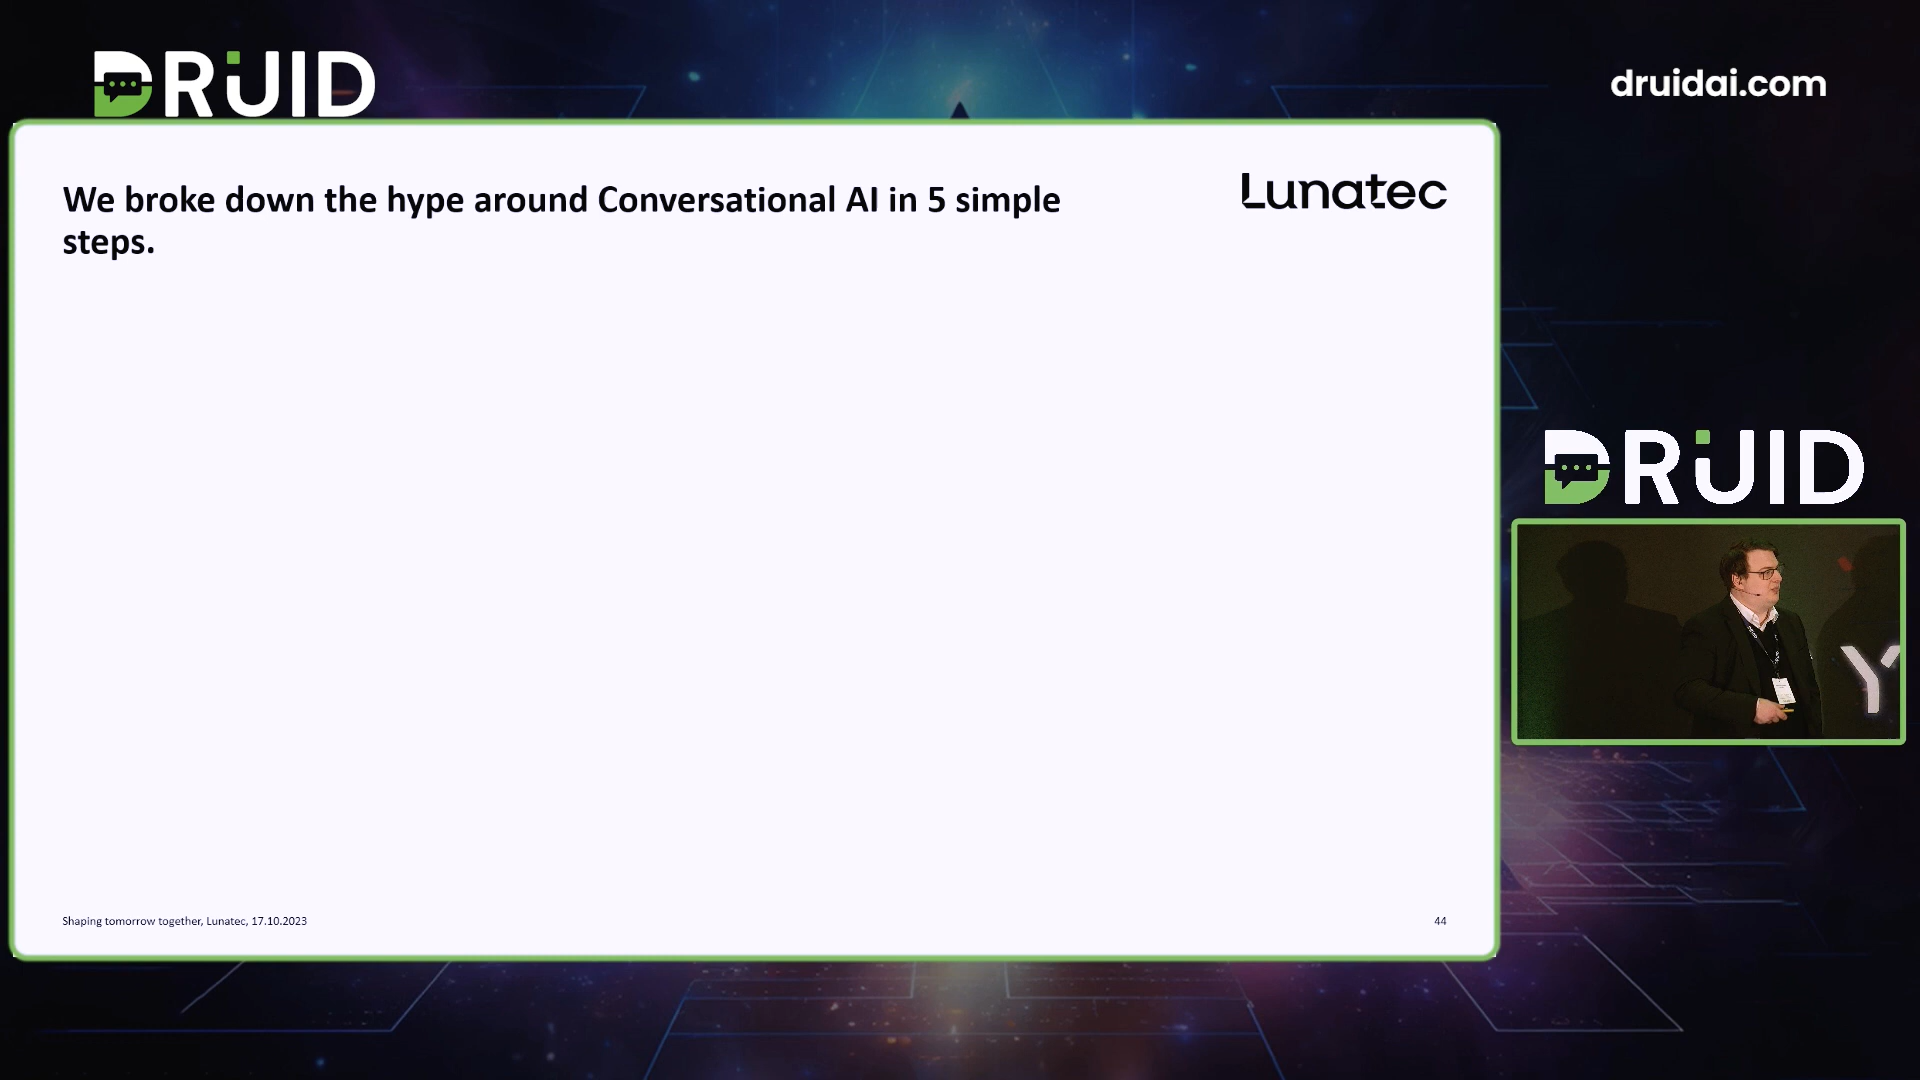 DRUID
druidai.com
We broke down the hype around Conversational AI in 5 simple
steps.
Lunatec
DRUID
Y
Shaping tomorrow together, Lunatec, 17.10.2023
44